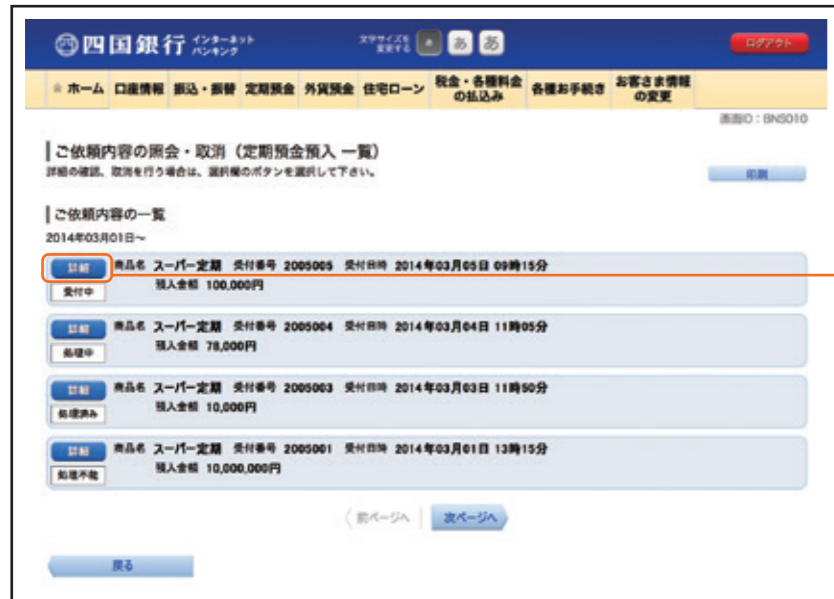 四国銀行 インターネットバンキング 文字サイズを変更する あ あ あ ログアウト
ホーム 口座情報 振込・振替 定期預金 外貨預金 住宅ローン 税金・各種料金の払込み 各種お手続き お客さま情報の変更
画面ID：BNS010
ご依頼内容の照会・取消（定期預金預入 一覧）
詳細の確認、取消を行う場合は、選択欄のボタンを選択して下さい。
印刷
ご依頼内容の一覧
2014年03月01日～
詳細 商品名 スーパー定期 受付番号 2005005 受付日時 2014年03月05日 09時15分
受付中 預入金額 100,000円
詳細 商品名 スーパー定期 受付番号 2005004 受付日時 2014年03月04日 11時05分
処理中 預入金額 78,000円
詳細 商品名 スーパー定期 受付番号 2005003 受付日時 2014年03月03日 11時50分
処理済み 預入金額 10,000円
詳細 商品名 スーパー定期 受付番号 2005001 受付日時 2014年03月01日 13時15分
処理不能 預入金額 10,000,000円
前ページへ 次ページへ
戻る